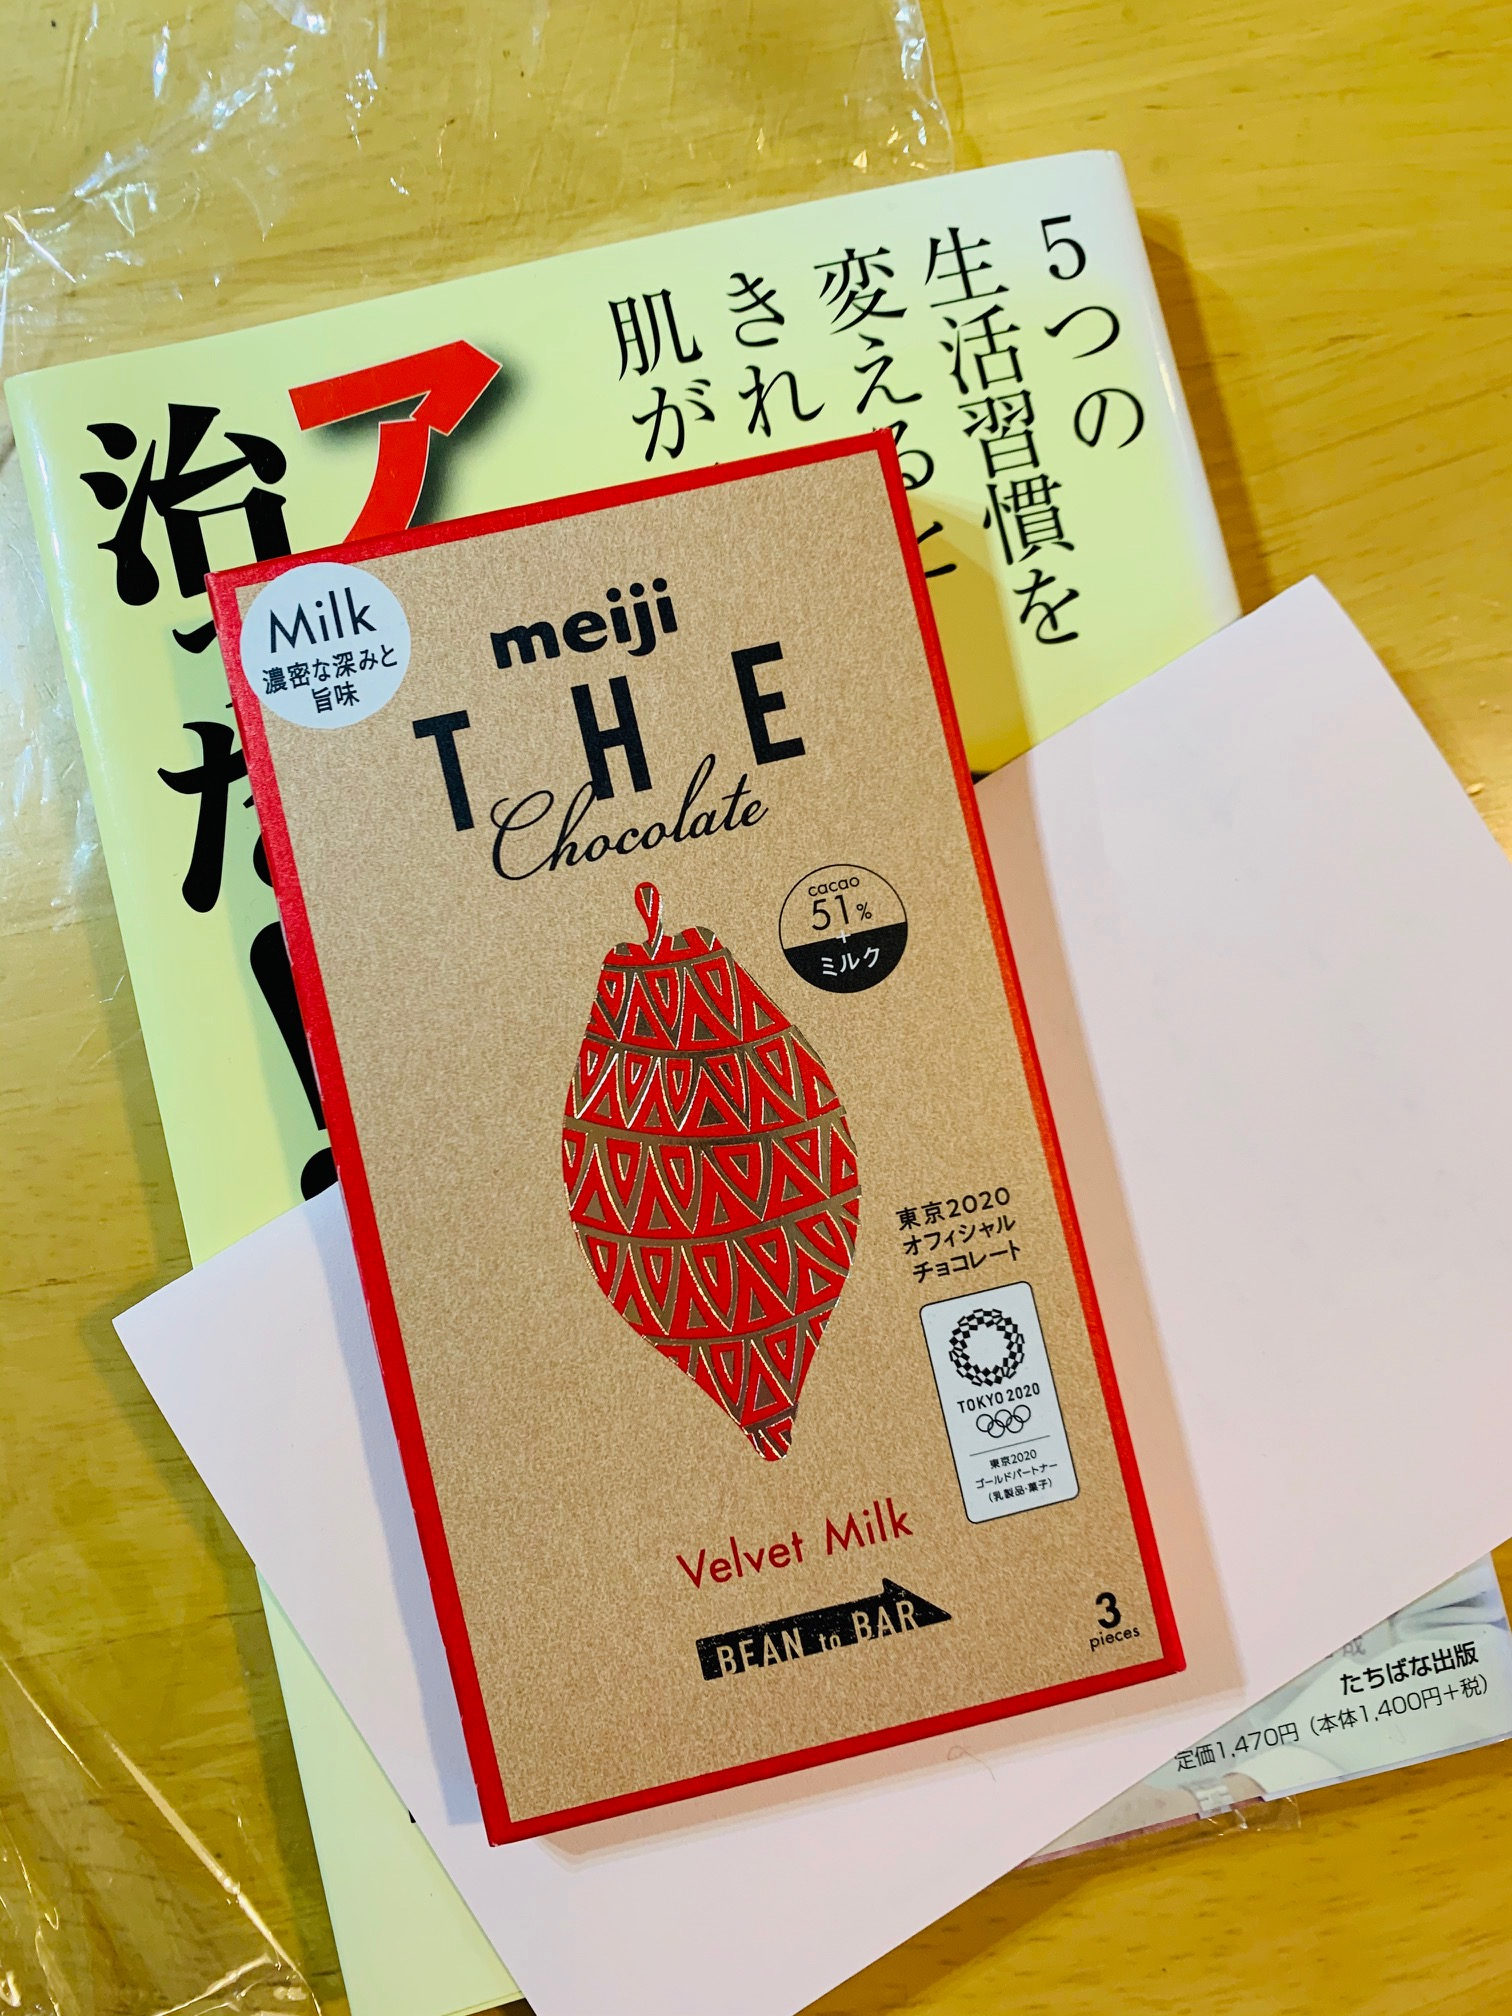 5つの
生活習慣を
変えると
きれ
肌が
ア
治った!
Milk
濃密な深みと
旨味
meiji
THE
Chocolate
cacao
51%
+
ミルク
東京2020
オフィシャル
チョコレート
TOKYO 2020
東京2020
ゴールドパートナー
(乳製品・菓子)
Velvet Milk
BEAN to BAR
3
pieces
成
たちばな出版
定価1,470円(本体1,400円+税)